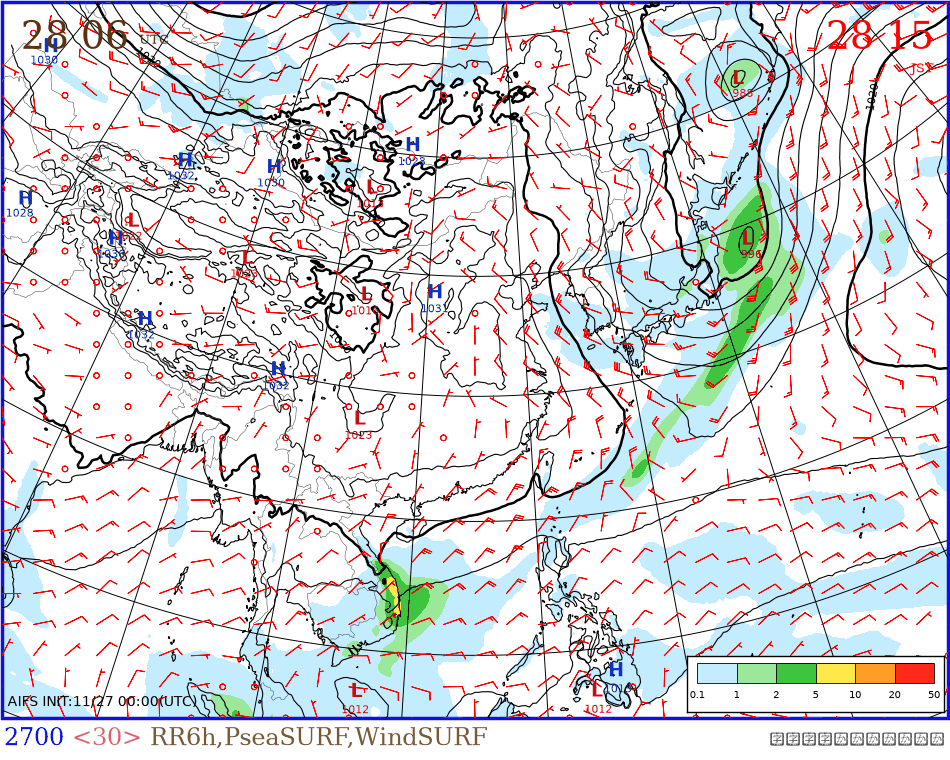 28 06 UTC
28 15
JST
H
1030
L
988
1020
H
1028
H
1032
H
1030
H
1028
L
L
H
L
L
996
H
1031
L
H
1032
H
1032
L
1023
H
L
1012
L
1012
0.1 1 2 5 10 20 50
AIFS INIT:11/27 00:00(UTC)
2700 <30> RR6h,PseaSURF,WindSURF